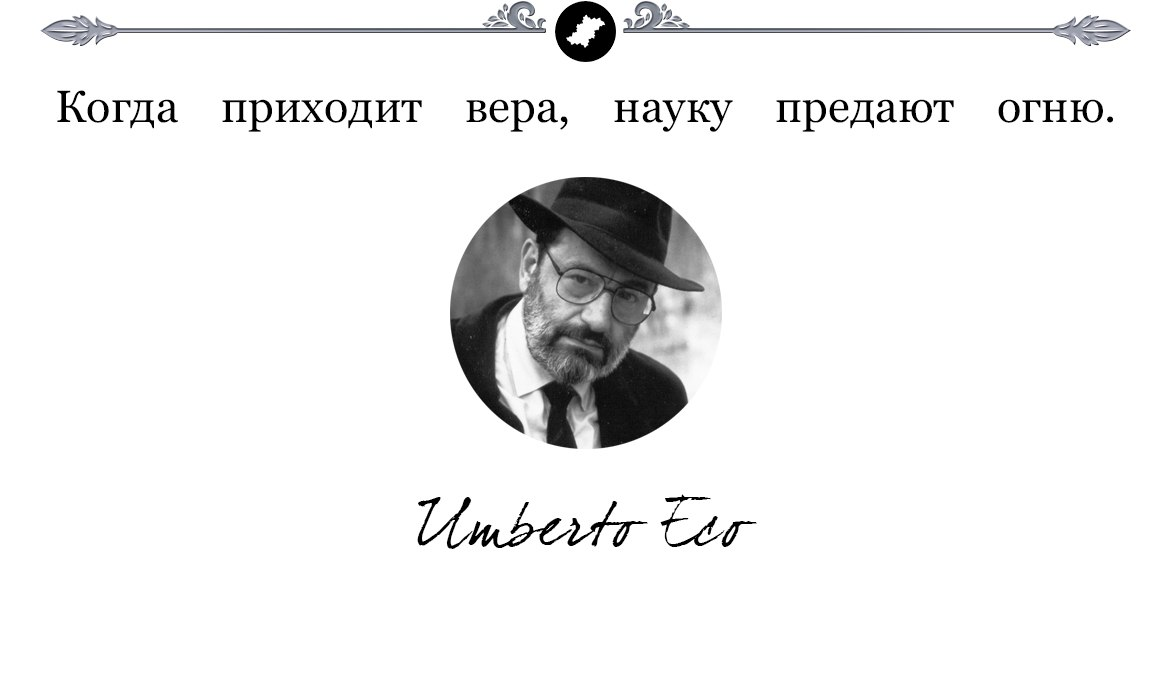 Когда приходит вера, науку предают огню.
Umberto Eco